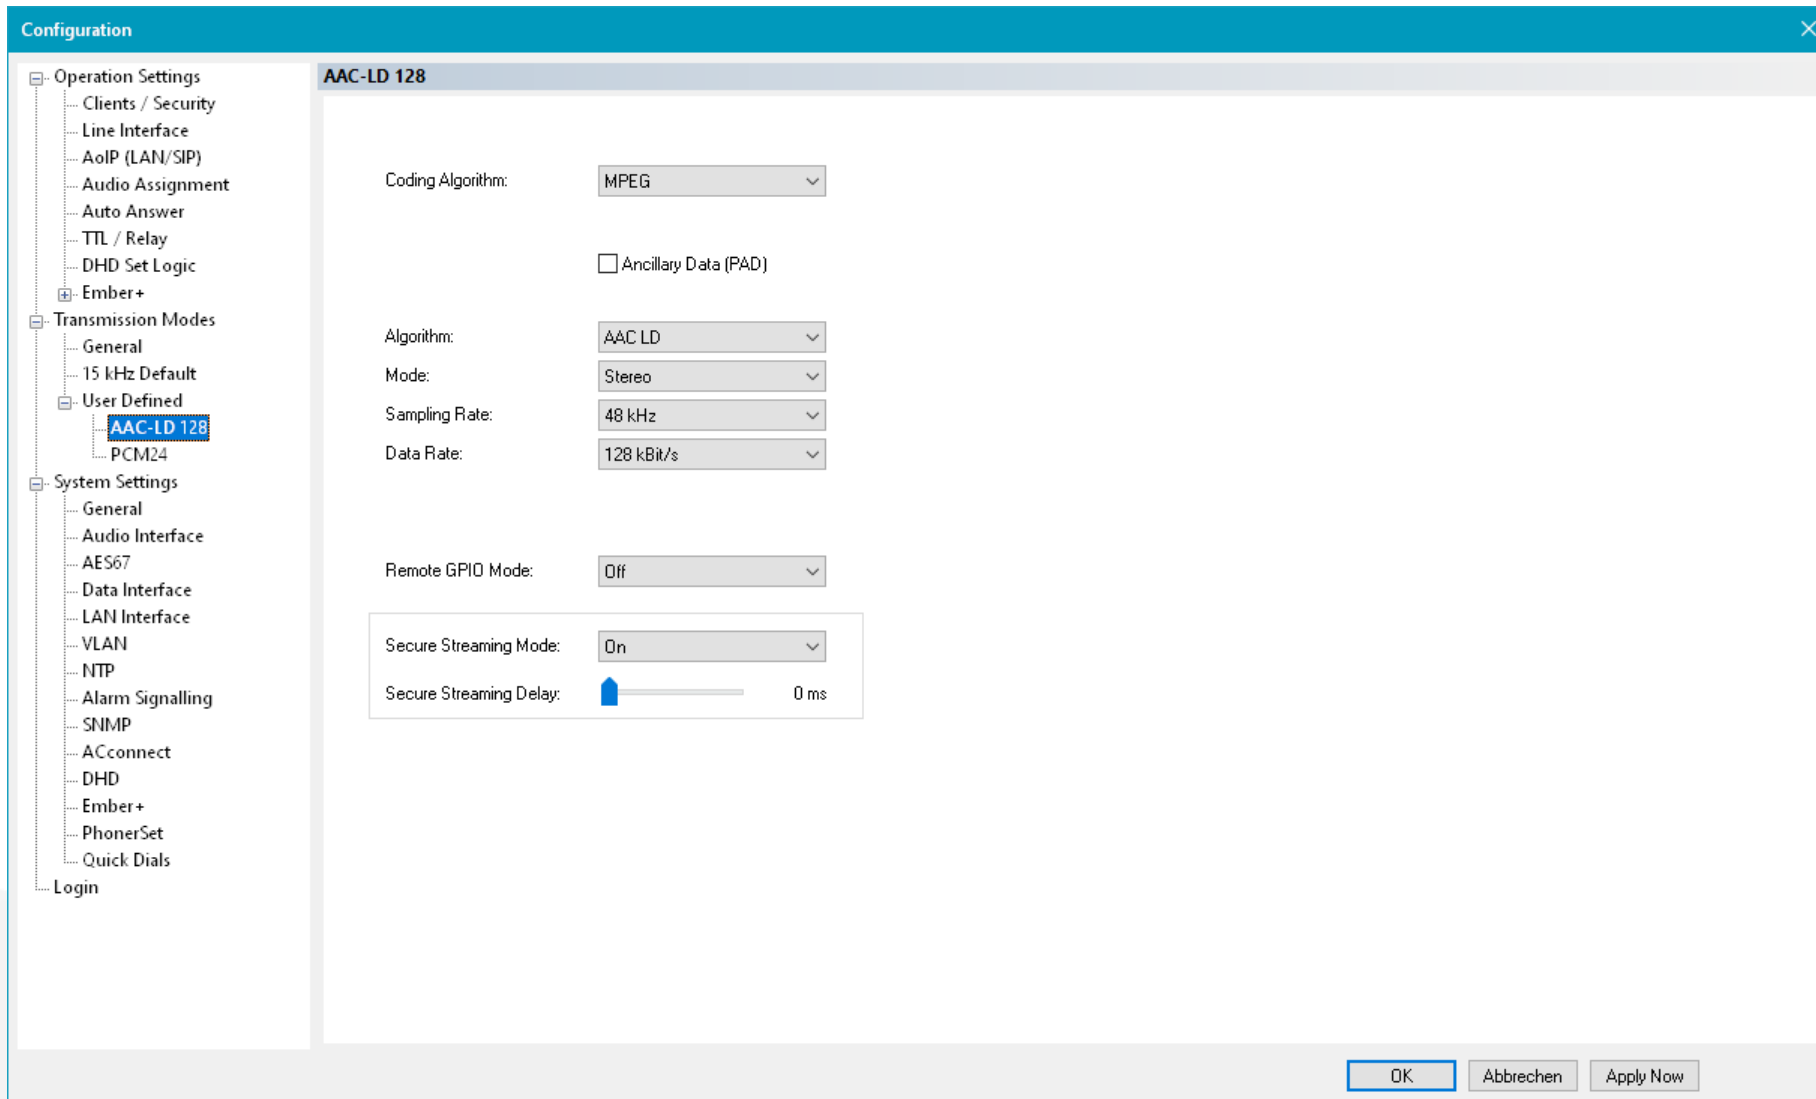 Configuration
Operation Settings
Clients / Security
Line Interface
AoIP (LAN/SIP)
Audio Assignment
Auto Answer
TTL / Relay
DHD Set Logic
Ember+
Transmission Modes
General
15 kHz Default
User Defined
AAC-LD 128
PCM24
System Settings
General
Audio Interface
AES67
Data Interface
LAN Interface
VLAN
NTP
Alarm Signalling
SNMP
ACconnect
DHD
Ember+
PhonerSet
Quick Dials
Login
AAC-LD 128
Coding Algorithm: MPEG
Ancillary Data (PAD)
Algorithm: AAC LD
Mode: Stereo
Sampling Rate: 48 kHz
Data Rate: 128 kBit/s
Remote GPIO Mode: Off
Secure Streaming Mode: On
Secure Streaming Delay: 0 ms
OK Abbrechen Apply Now